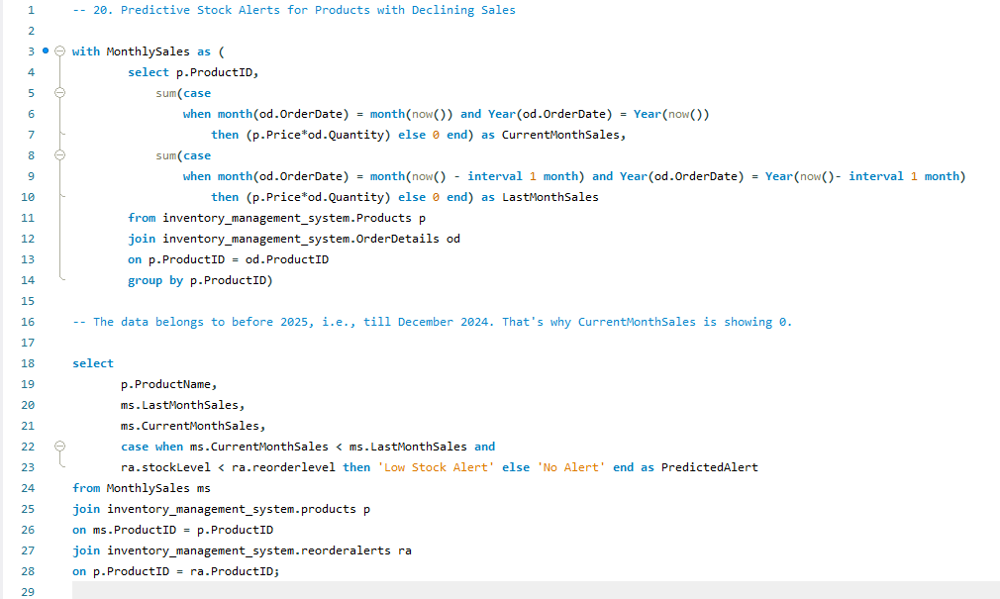 1 -- 20. Predictive Stock Alerts for Products with Declining Sales
2
3 with MonthlySales as (
4 select p.ProductID,
5 sum(case
6 when month(od.OrderDate) = month(now()) and Year(od.OrderDate) = Year(now())
7 then (p.Price*od.Quantity) else 0 end) as CurrentMonthSales,
8 sum(case
9 when month(od.OrderDate) = month(now() - interval 1 month) and Year(od.OrderDate) = Year(now()- interval 1 month)
10 then (p.Price*od.Quantity) else 0 end) as LastMonthSales
11 from inventory_management_system.Products p
12 join inventory_management_system.OrderDetails od
13 on p.ProductID = od.ProductID
14 group by p.ProductID)
15
16 -- The data belongs to before 2025, i.e., till December 2024. That's why CurrentMonthSales is showing 0.
17
18 select
19 p.ProductName,
20 ms.LastMonthSales,
21 ms.CurrentMonthSales,
22 case when ms.CurrentMonthSales < ms.LastMonthSales and
23 ra.stockLevel < ra.reorderlevel then 'Low Stock Alert' else 'No Alert' end as PredictedAlert
24 from MonthlySales ms
25 join inventory_management_system.products p
26 on ms.ProductID = p.ProductID
27 join inventory_management_system.reorderalerts ra
28 on p.ProductID = ra.ProductID;
29